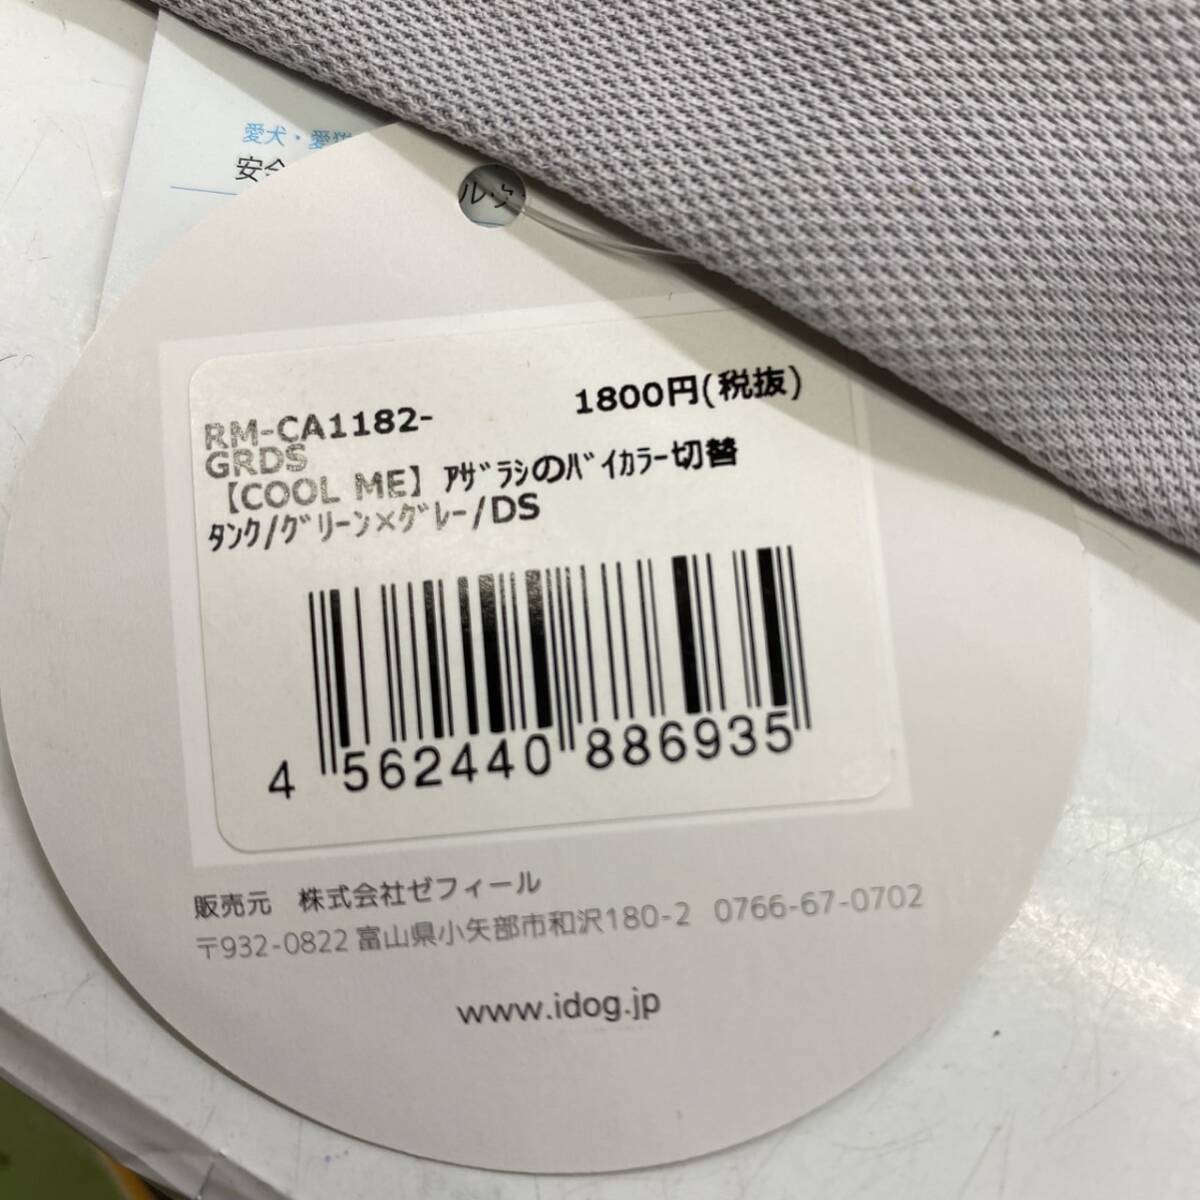 愛犬・愛
安全
ル・タ
1800円(税抜)
RM-CA1182-
GRDS
【COOL ME】ｱｻﾞﾗｼのﾊﾞｲｶﾗｰ切替
ﾀﾝｸ/ｸﾞﾘｰﾝ×ｸﾞﾚｰ/DS
4 562440 886935
販売元 株式会社ゼフィール
〒932-0822 富山県小矢部市和沢180-2 0766-67-0702
www.idog.jp